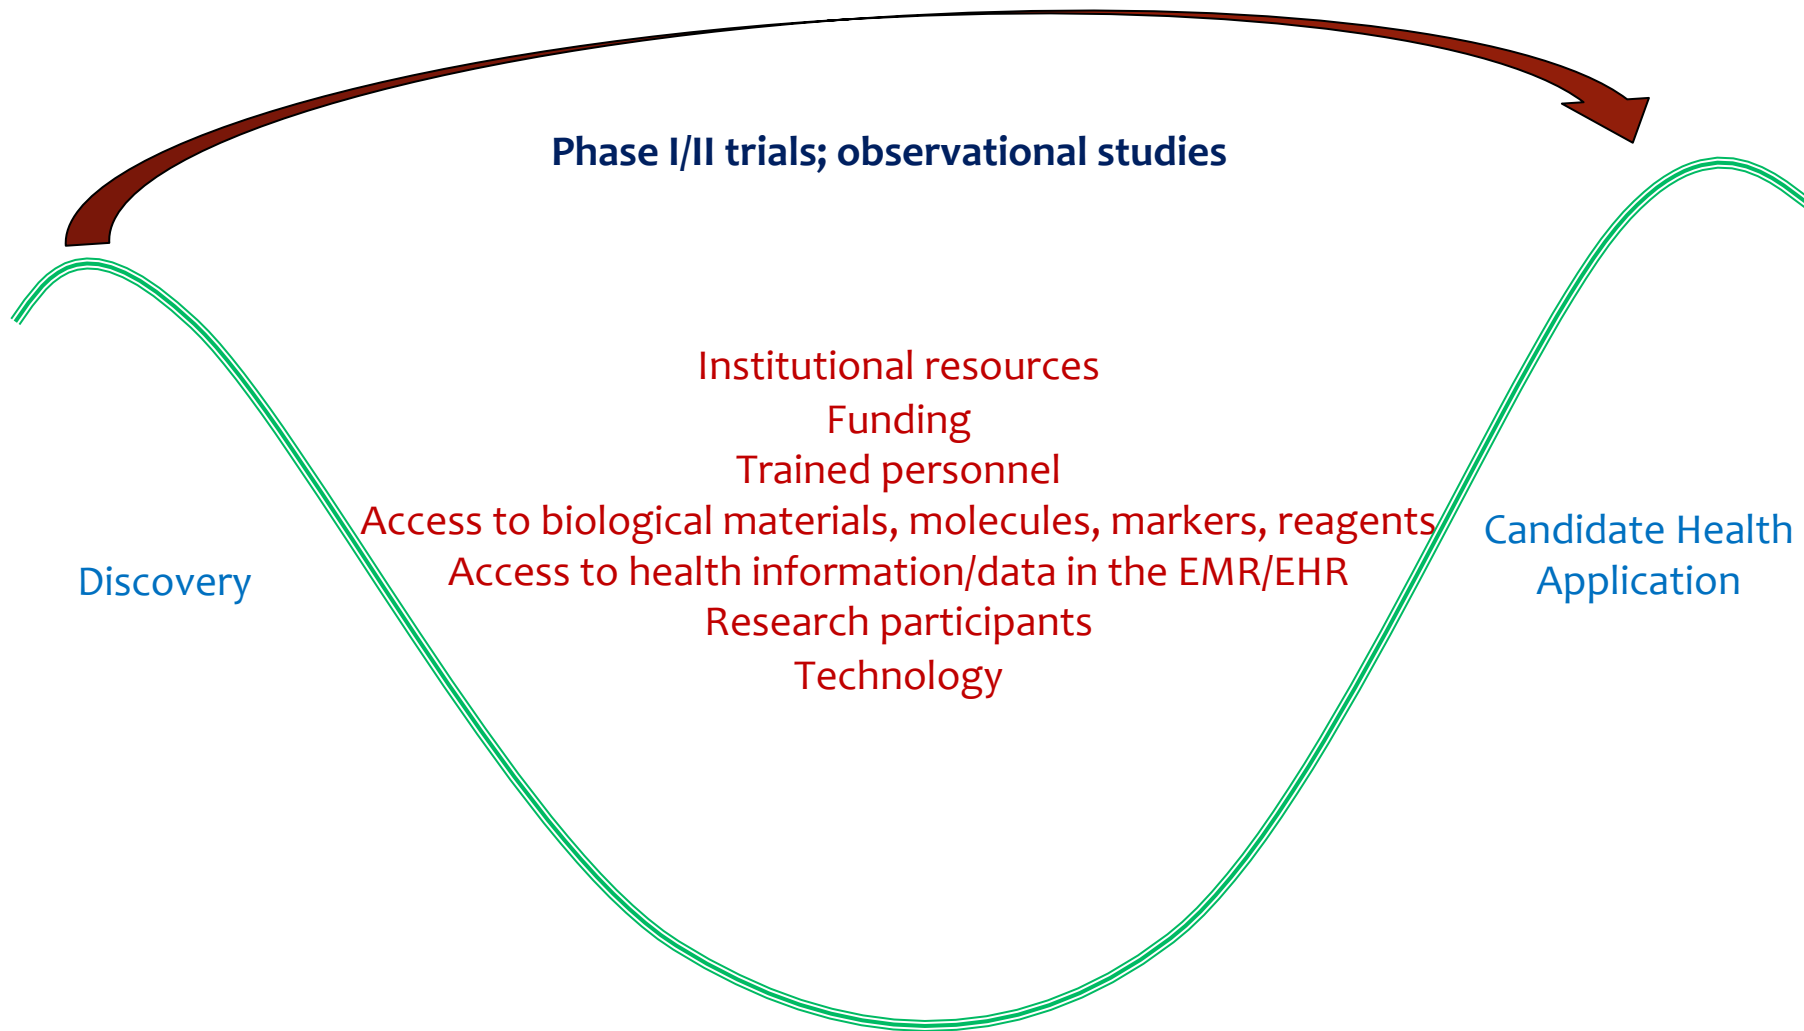 Phase I/II trials; observational studies
Institutional resources
Funding
Trained personnel
Access to biological materials, molecules, markers, reagents
Access to health information/data in the EMR/EHR
Research participants
Technology
Discovery
Candidate Health
Application